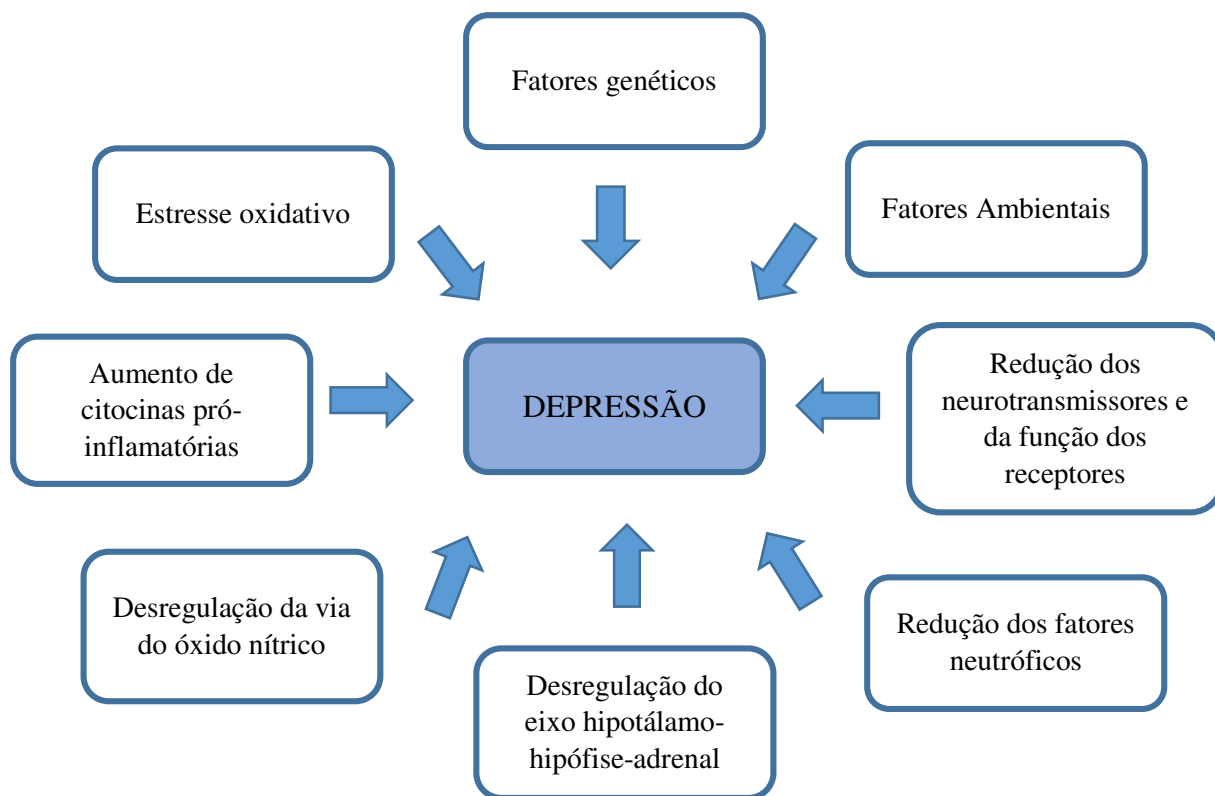 Fatores genéticos
Estresse oxidativo
Fatores Ambientais
Aumento de
citocinas pró-
inflamatórias
DEPRESSÃO
Redução dos
neurotransmissores e
da função dos
receptores
Desregulação da via
do óxido nítrico
Redução dos fatores
neutróficos
Desregulação do
eixo hipotálamo-
hipófise-adrenal